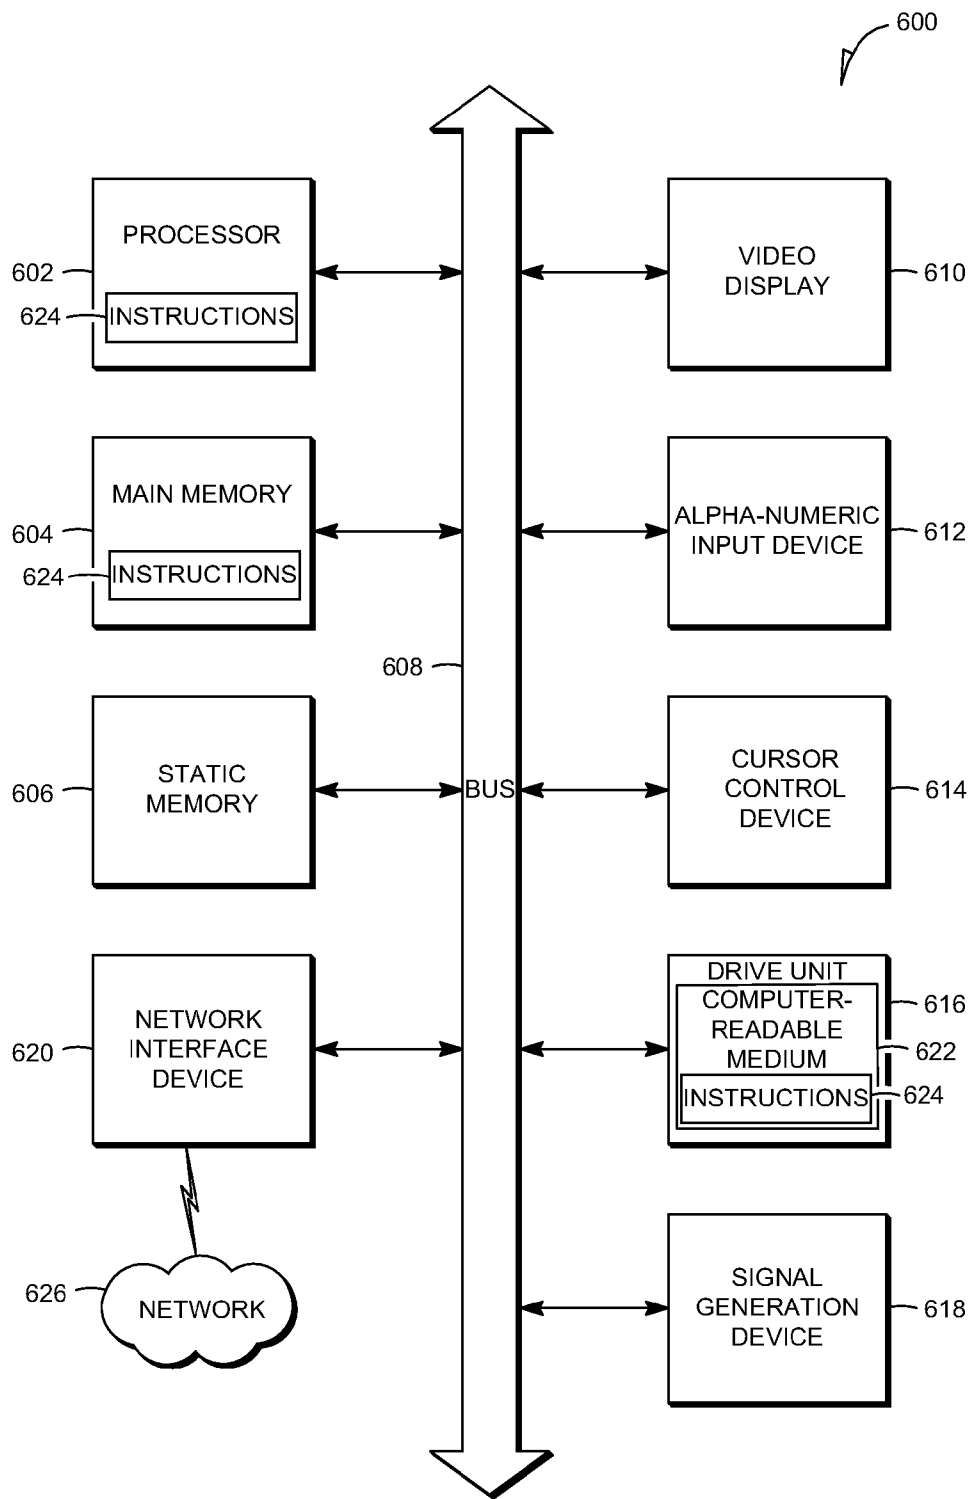 600
PROCESSOR
602
624
INSTRUCTIONS
VIDEO
DISPLAY
610
MAIN MEMORY
604
624
INSTRUCTIONS
ALPHA-NUMERIC
INPUT DEVICE
612
608
STATIC
MEMORY
606
BUS
CURSOR
CONTROL
DEVICE
614
NETWORK
INTERFACE
DEVICE
620
DRIVE UNIT
616
COMPUTER-
READABLE
MEDIUM
622
INSTRUCTIONS
624
626
NETWORK
SIGNAL
GENERATION
DEVICE
618